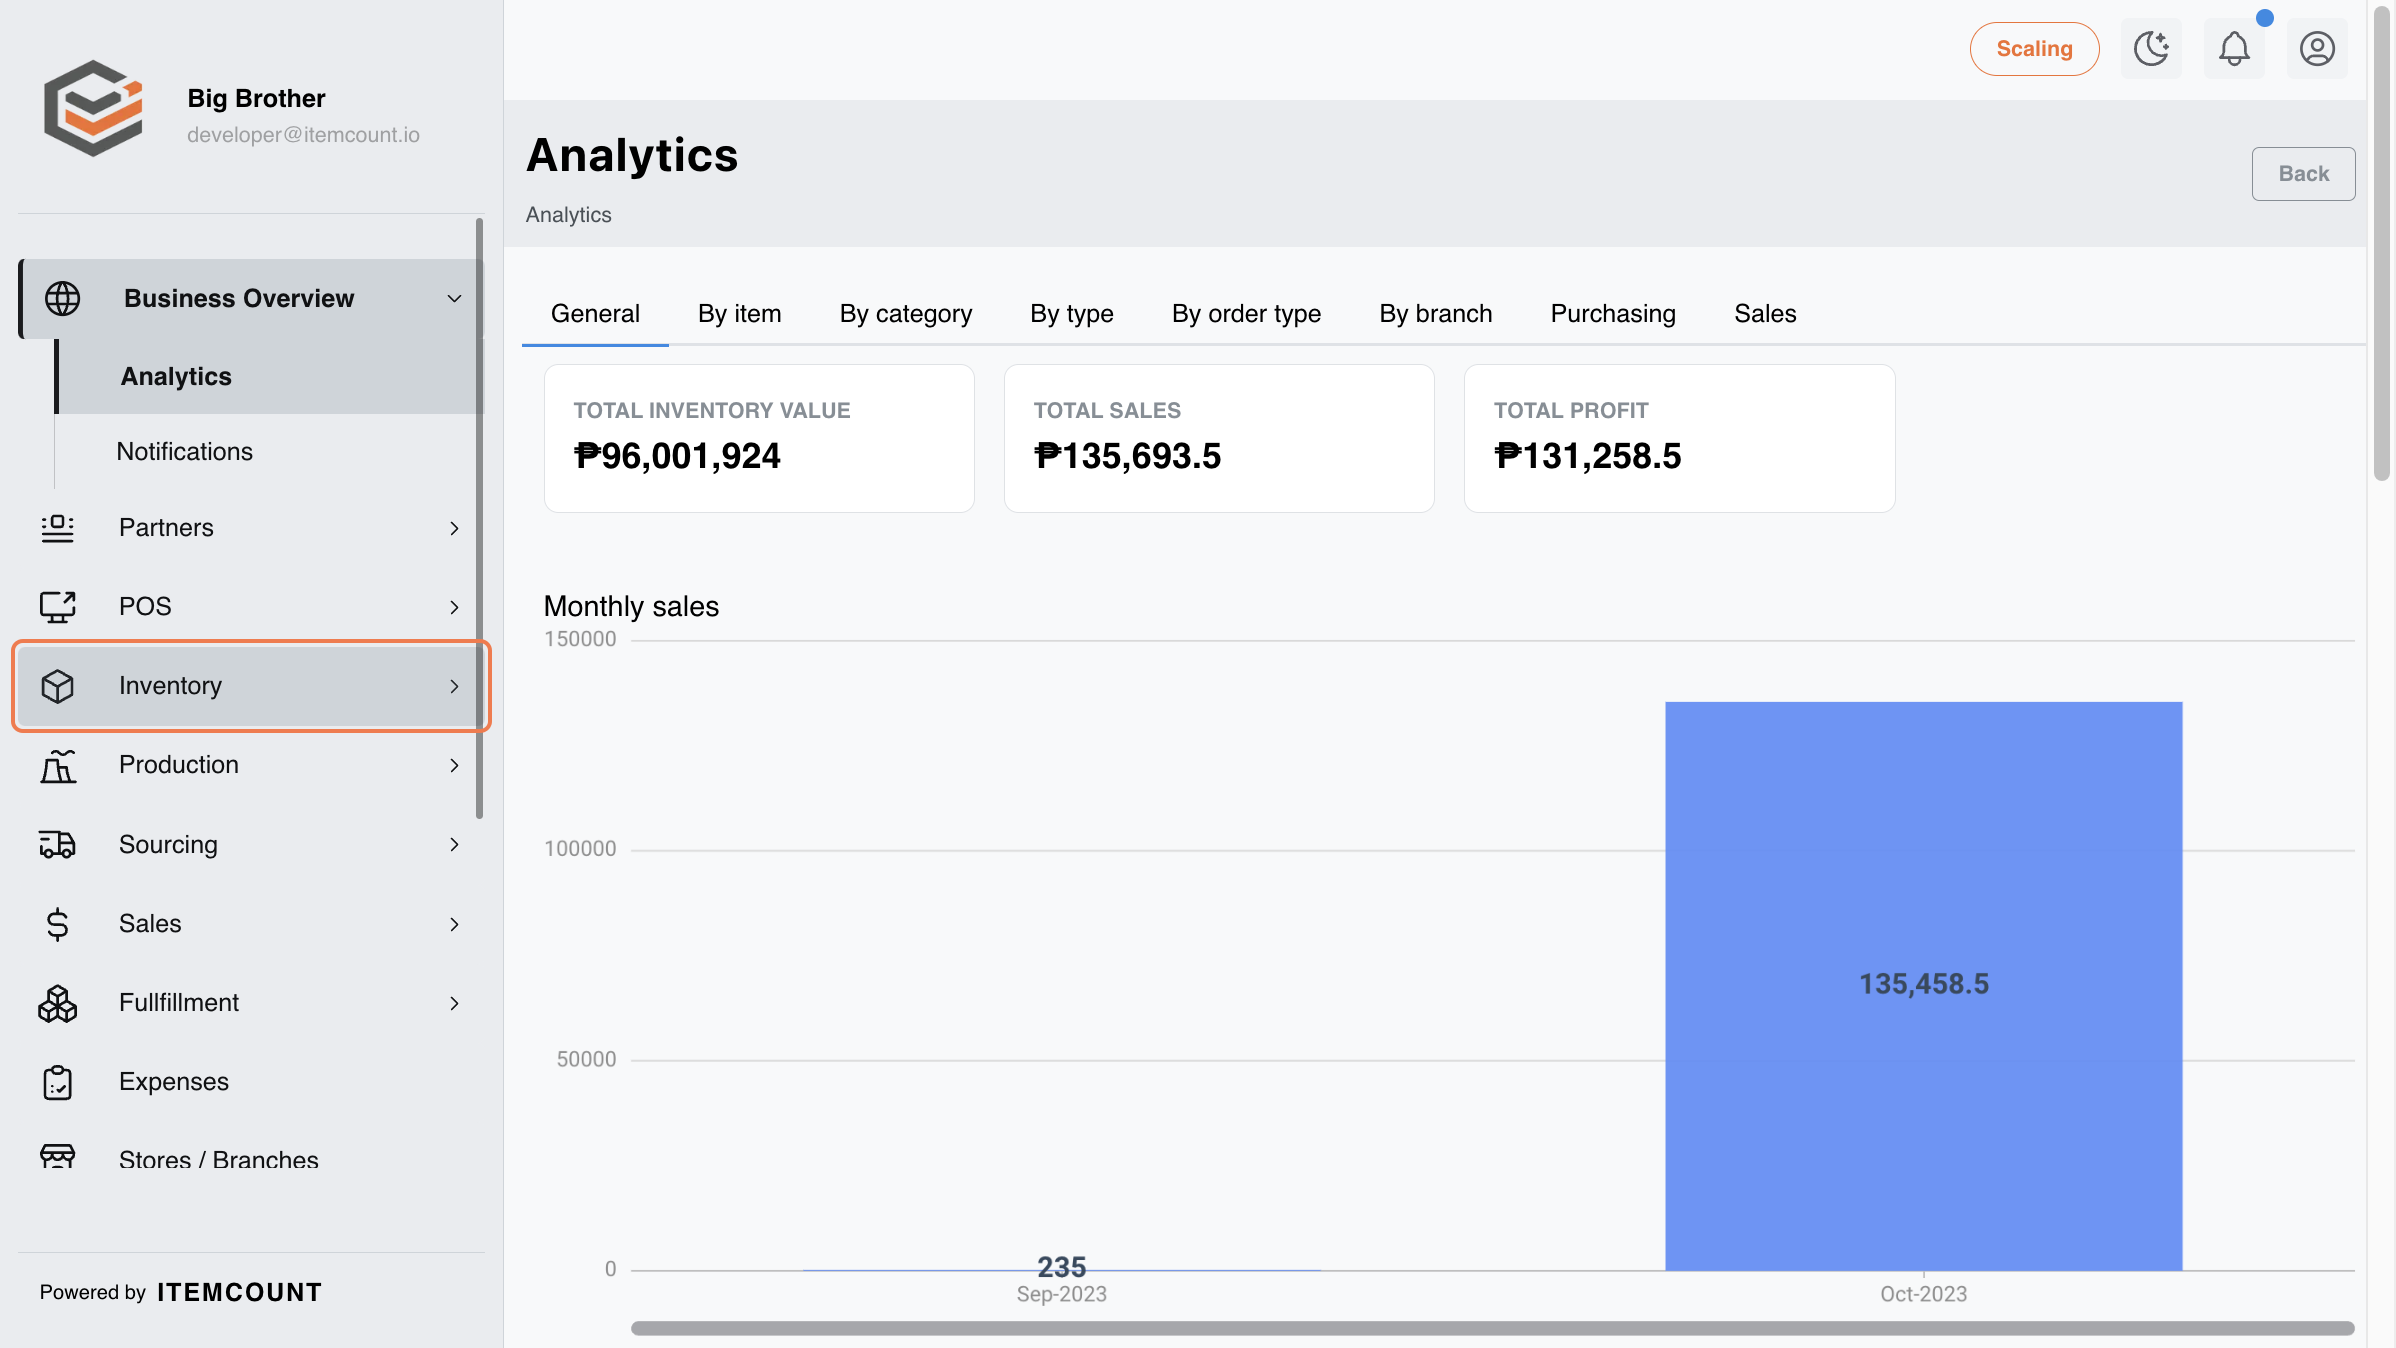 Big Brother
developer@itemcount.io
Business Overview
Analytics
Notifications
Partners
POS
Inventory
Production
Sourcing
Sales
Fullfillment
Expenses
Stores / Branches
Powered by ITEMCOUNT
Scaling
Analytics
Analytics
Back
General By item By category By type By order type By branch Purchasing Sales
TOTAL INVENTORY VALUE
₱96,001,924
TOTAL SALES
₱135,693.5
TOTAL PROFIT
₱131,258.5
Monthly sales
150000
100000
50000
0
135,458.5
235
Sep-2023 Oct-2023